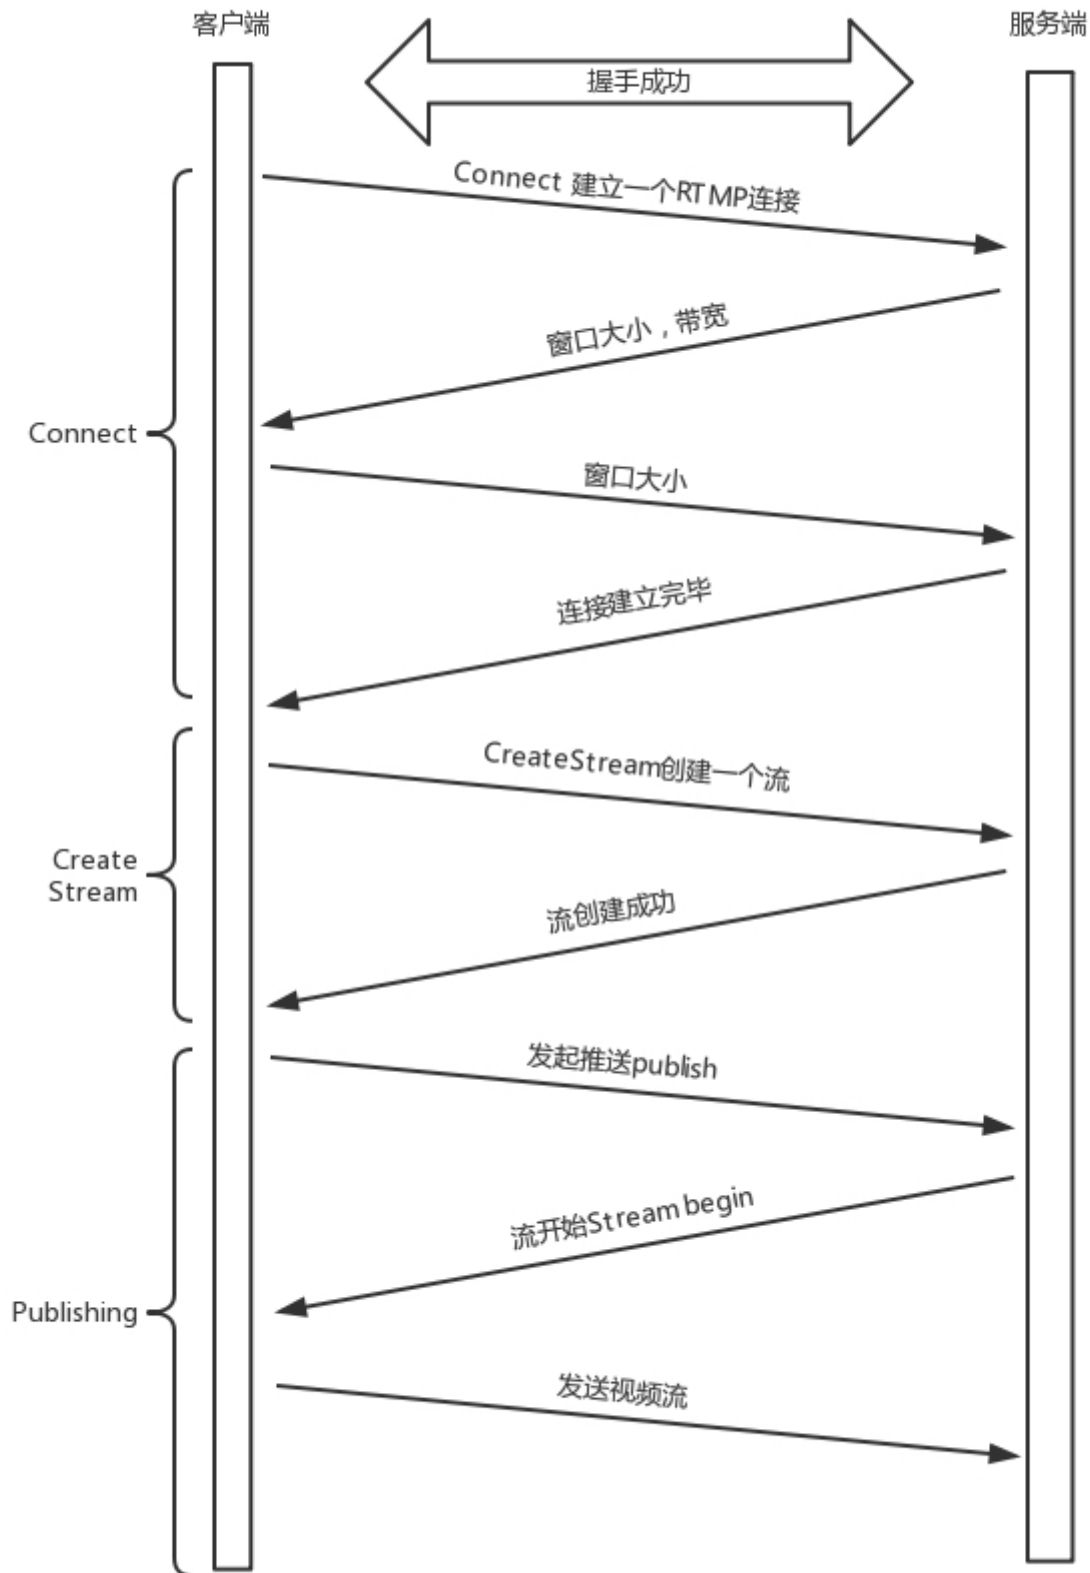 客户端
服务端
握手成功
Connect 建立一个RTMP连接
窗口大小，带宽
Connect
窗口大小
连接建立完毕
CreateStream创建一个流
Create
Stream
流创建成功
发起推送publish
流开始Stream begin
Publishing
发送视频流